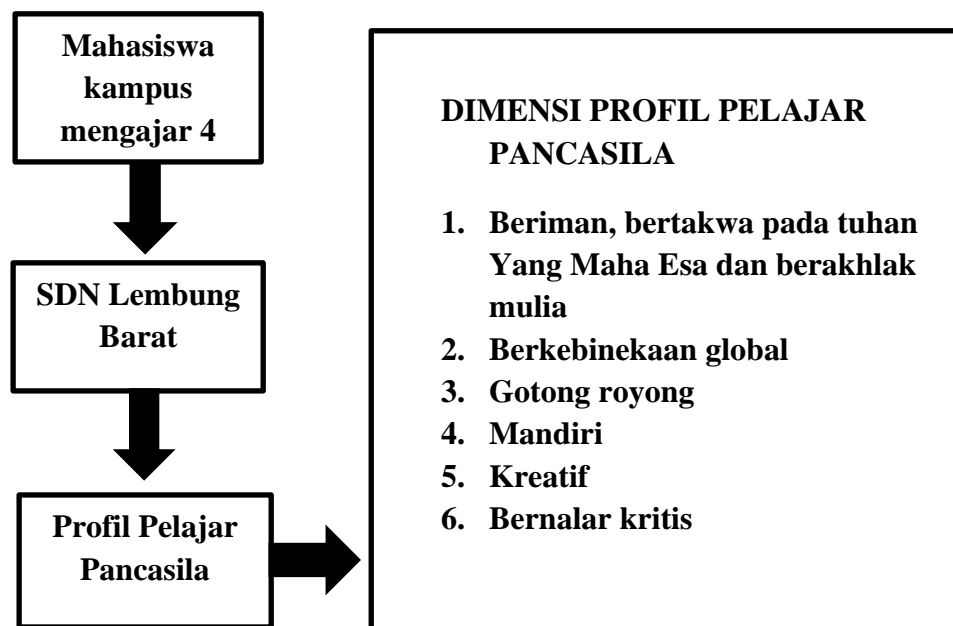 Mahasiswa
kampus
mengajar 4
SDN Lembung
Barat
Profil Pelajar
Pancasila
DIMENSI PROFIL PELAJAR
PANCASILA
1. Beriman, bertakwa pada tuhan
Yang Maha Esa dan berakhlak
mulia
2. Berkebinekaan global
3. Gotong royong
4. Mandiri
5. Kreatif
6. Bernalar kritis